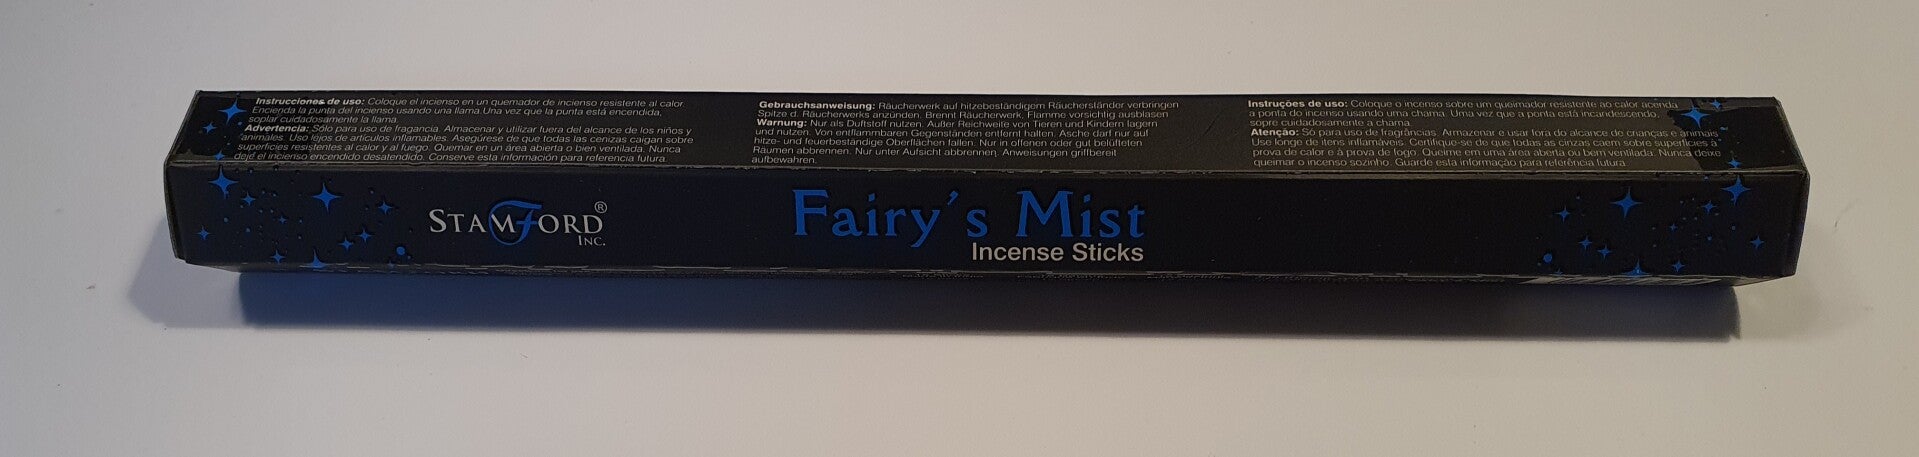 Instrucciones de uso: Coloque el incienso en un quemador de incienso resistente al calor.
Encienda la punta del incienso usando una llama.Una vez que la punta está encendida,
soplar cuidadosamente la llama.
Advertencia: Sólo para uso de fragancia. Almacenar y utilizar fuera del alcance de los niños y
animales. Uso lejos de artículos inflamables. Asegúrese de que todas las cenizas caigan sobre
superficies resistentes al calor y al fuego. Quemar en un área abierta o bien ventilada. Nunca
deje el incienso encendido desatendido. Conserve esta información para referencia futura.
Gebrauchsanweisung: Räucherwerk auf hitzebeständigem Räucherständer verbringen
Spitze d. Räucherwerks anzünden. Brennt Räucherwerk, Flamme vorsichtig ausblasen
Warnung: Nur als Duftstoff nutzen. Außer Reichweite von Tieren und Kindern lagern
und nutzen. Von entflammbaren Gegenständen entfernt halten. Asche darf nur auf
hitze- und feuerbeständige Oberflächen fallen. Nur in offenen oder gut belüfteten
Räumen abbrennen. Nur unter Aufsicht abbrennen. Anweisungen griffbereit
aufbewahren.
Instruções de uso: Coloque o incenso sobre um queimador resistente ao calor acenda
a ponta do incenso usando uma chama. Uma vez que a ponta está incandescendo,
sopre cuidadosamente a chama.
Atenção: Só para uso de fragrâncias. Armazenar e usar fora do alcance de crianças e animais
Use longe de itens inflamáveis. Certifique-se de que todas as cinzas caem sobre superfícies à
prova de calor e à prova de fogo. Queime em uma área aberta ou bem ventilada. Nunca deixe
queimar o incenso sozinho. Guarde esta informação para referência futura
STAMFORD®
INC.
Fairy's Mist
Incense Sticks